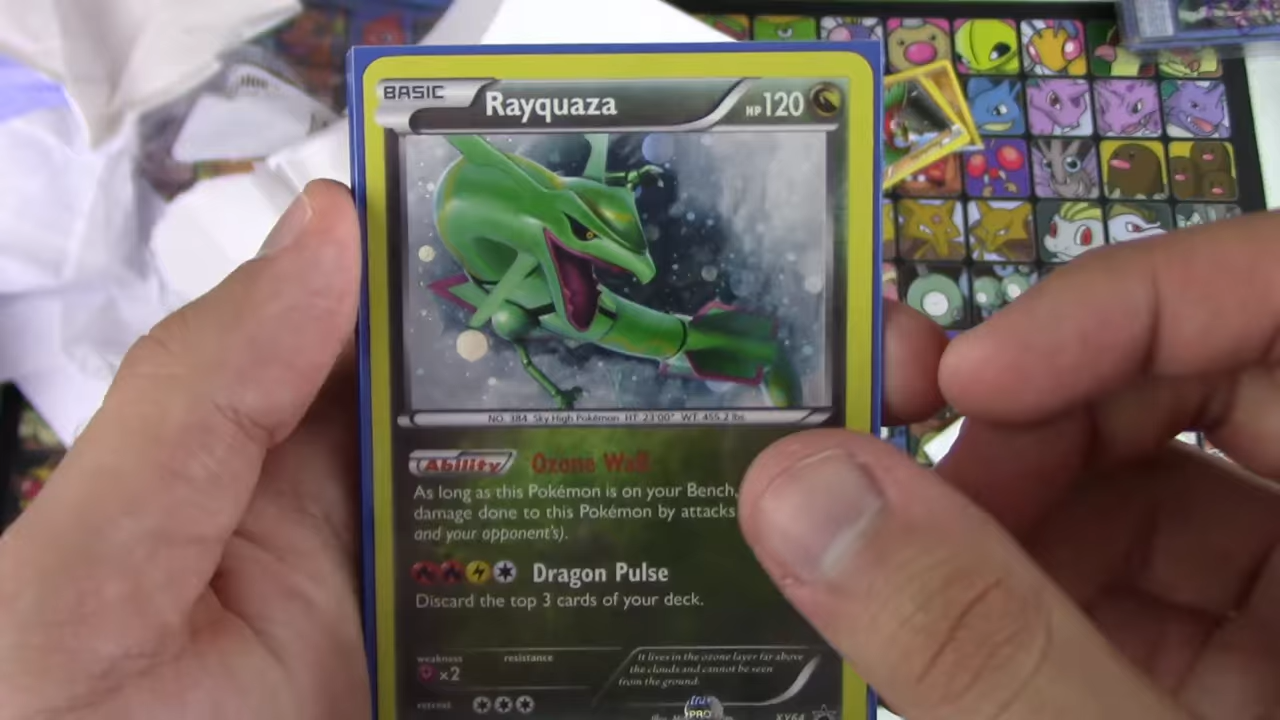 BASIC Rayquaza HP120
NO. 384 Sky High Pokémon HT: 23'00" WT: 455.2 lbs.
Ability Ozone Wall
As long as this Pokémon is on your Bench,
damage done to this Pokémon by attacks
and your opponent's).
Dragon Pulse
Discard the top 3 cards of your deck.
weakness resistance
×2
It lives in the ozone layer far above
the clouds and cannot be seen
from the ground.
retreat
PRO
XY64